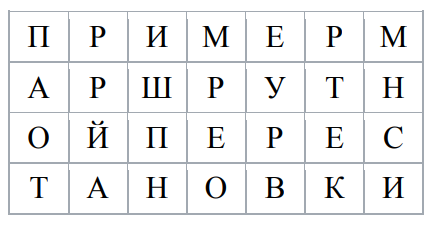 П Р И М Е Р М
А Р Ш Р У Т Н
О Й П Е Р Е С
Т А Н О В К И